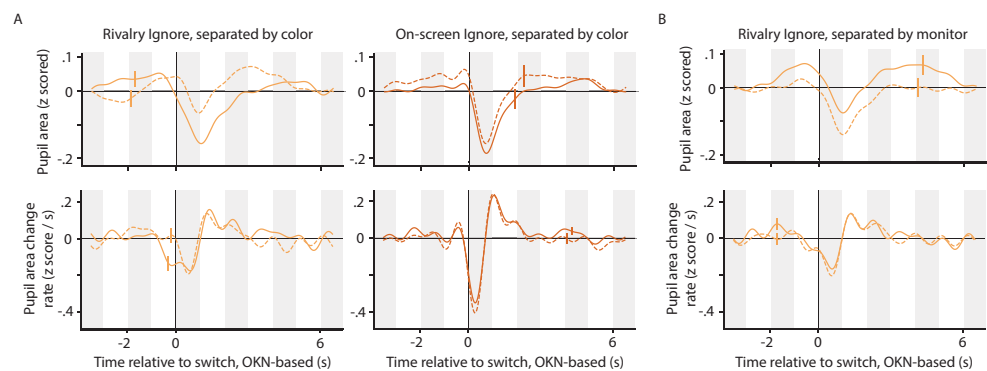 A
B
Rivalry Ignore, separated by color
On-screen Ignore, separated by color
Rivalry Ignore, separated by monitor
Pupil area (z scored)
.1
0
-.2
.1
0
-.2
Pupil area (z scored)
.1
0
-.2
Pupil area change
rate (z score / s)
.2
0
-.4
.2
0
-.4
Pupil area change
rate (z score / s)
.2
0
-.4
-2 0 6
-2 0 6
-2 0 6
Time relative to switch, OKN-based (s)
Time relative to switch, OKN-based (s)
Time relative to switch, OKN-based (s)